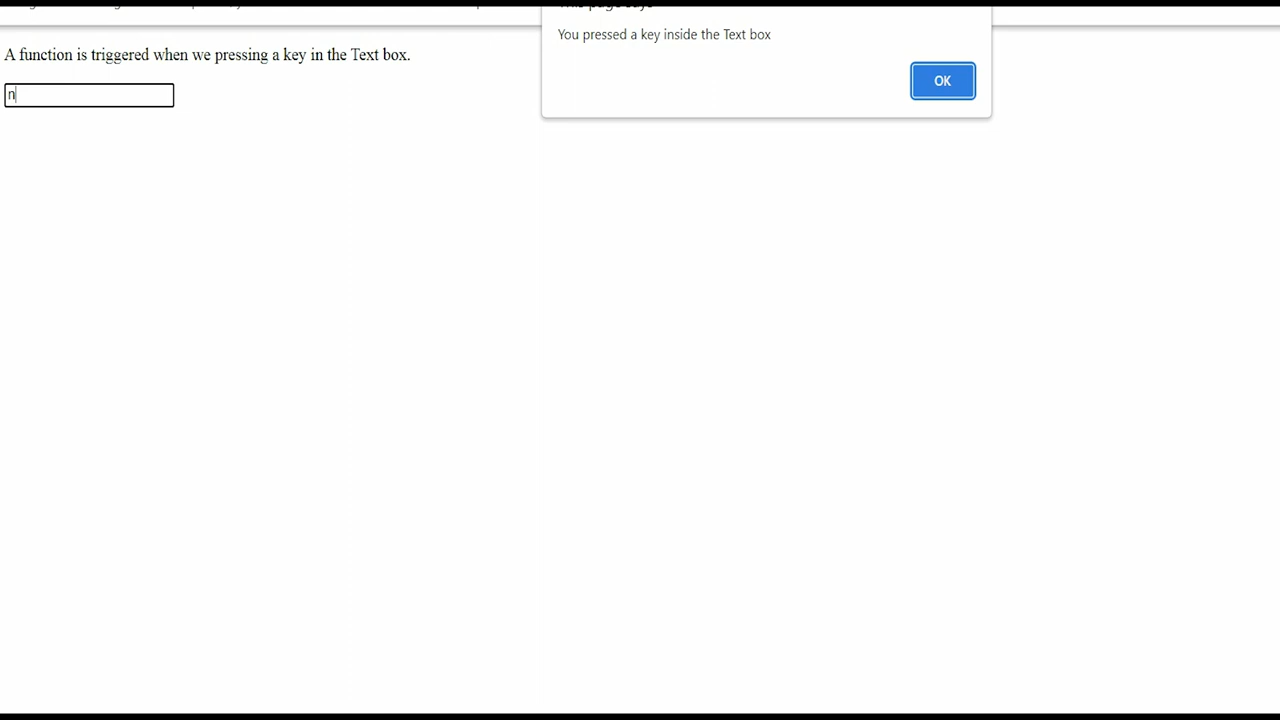 You pressed a key inside the Text box
OK
A function is triggered when we pressing a key in the Text box.
n